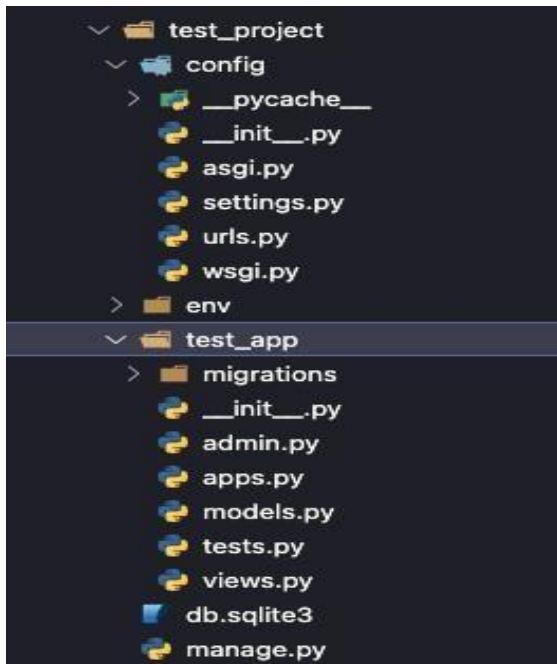 test_project
config
__pycache__
__init__.py
asgi.py
settings.py
urls.py
wsgi.py
env
test_app
migrations
__init__.py
admin.py
apps.py
models.py
tests.py
views.py
db.sqlite3
manage.py